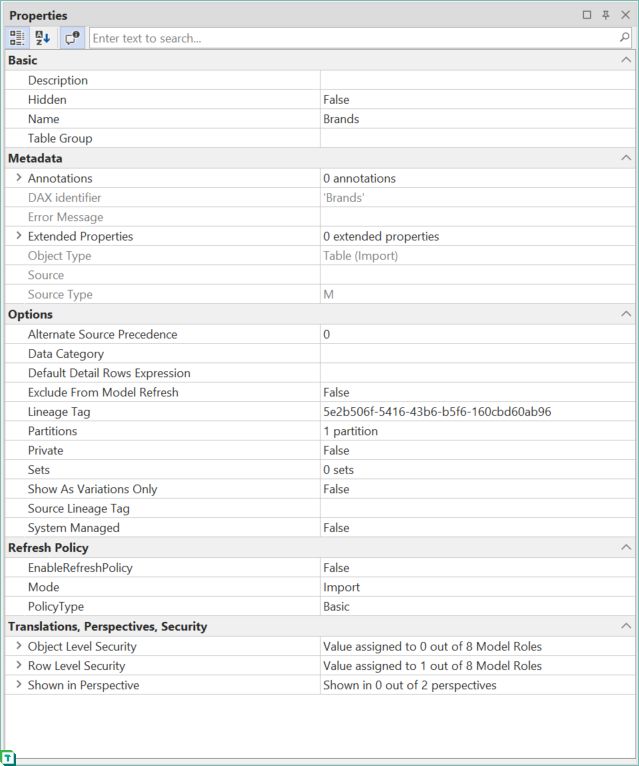 Properties
A Z
Enter text to search...
Basic
Description
Hidden False
Name Brands
Table Group
Metadata
Annotations 0 annotations
DAX identifier 'Brands'
Error Message
Extended Properties 0 extended properties
Object Type Table (Import)
Source
Source Type M
Options
Alternate Source Precedence 0
Data Category
Default Detail Rows Expression
Exclude From Model Refresh False
Lineage Tag 5e2b506f-5416-43b6-b5f6-160cbd60ab96
Partitions 1 partition
Private False
Sets 0 sets
Show As Variations Only False
Source Lineage Tag
System Managed False
Refresh Policy
EnableRefreshPolicy False
Mode Import
PolicyType Basic
Translations, Perspectives, Security
Object Level Security Value assigned to 0 out of 8 Model Roles
Row Level Security Value assigned to 1 out of 8 Model Roles
Shown in Perspective Shown in 0 out of 2 perspectives
T